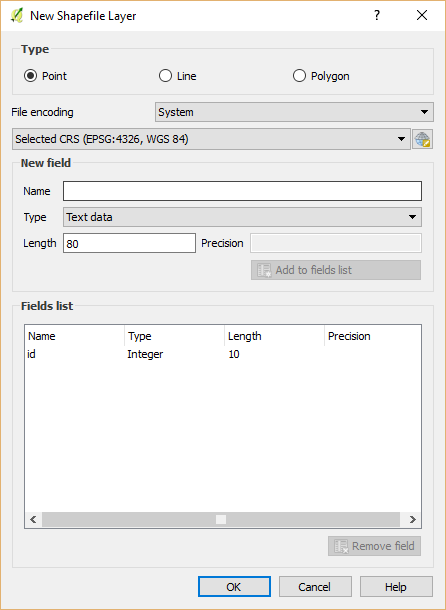 New Shapefile Layer
?
Type
Point Line Polygon
File encoding System
Selected CRS (EPSG:4326, WGS 84)
New field
Name
Type Text data
Length 80 Precision
Add to fields list
Fields list
Name Type Length Precision
id Integer 10
Remove field
OK Cancel Help